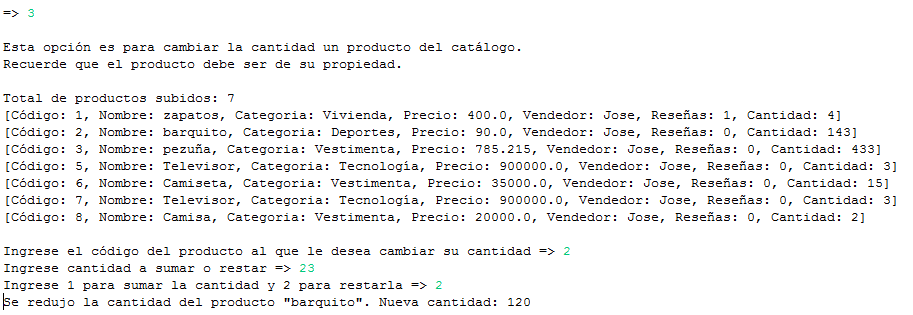 => 3
Esta opción es para cambiar la cantidad un producto del catálogo.
Recuerde que el producto debe ser de su propiedad.
Total de productos subidos: 7
[Código: 1, Nombre: zapatos, Categoria: Vivienda, Precio: 400.0, Vendedor: Jose, Reseñas: 1, Cantidad: 4]
[Código: 2, Nombre: barquito, Categoria: Deportes, Precio: 90.0, Vendedor: Jose, Reseñas: 0, Cantidad: 143]
[Código: 3, Nombre: pezuña, Categoria: Vestimenta, Precio: 785.215, Vendedor: Jose, Reseñas: 0, Cantidad: 433]
[Código: 5, Nombre: Televisor, Categoria: Tecnología, Precio: 900000.0, Vendedor: Jose, Reseñas: 0, Cantidad: 3]
[Código: 6, Nombre: Camiseta, Categoria: Vestimenta, Precio: 35000.0, Vendedor: Jose, Reseñas: 0, Cantidad: 15]
[Código: 7, Nombre: Televisor, Categoria: Tecnología, Precio: 900000.0, Vendedor: Jose, Reseñas: 0, Cantidad: 3]
[Código: 8, Nombre: Camisa, Categoria: Vestimenta, Precio: 20000.0, Vendedor: Jose, Reseñas: 0, Cantidad: 2]
Ingrese el código del producto al que le desea cambiar su cantidad => 2
Ingrese cantidad a sumar o restar => 23
Ingrese 1 para sumar la cantidad y 2 para restarla => 2
Se redujo la cantidad del producto "barquito". Nueva cantidad: 120